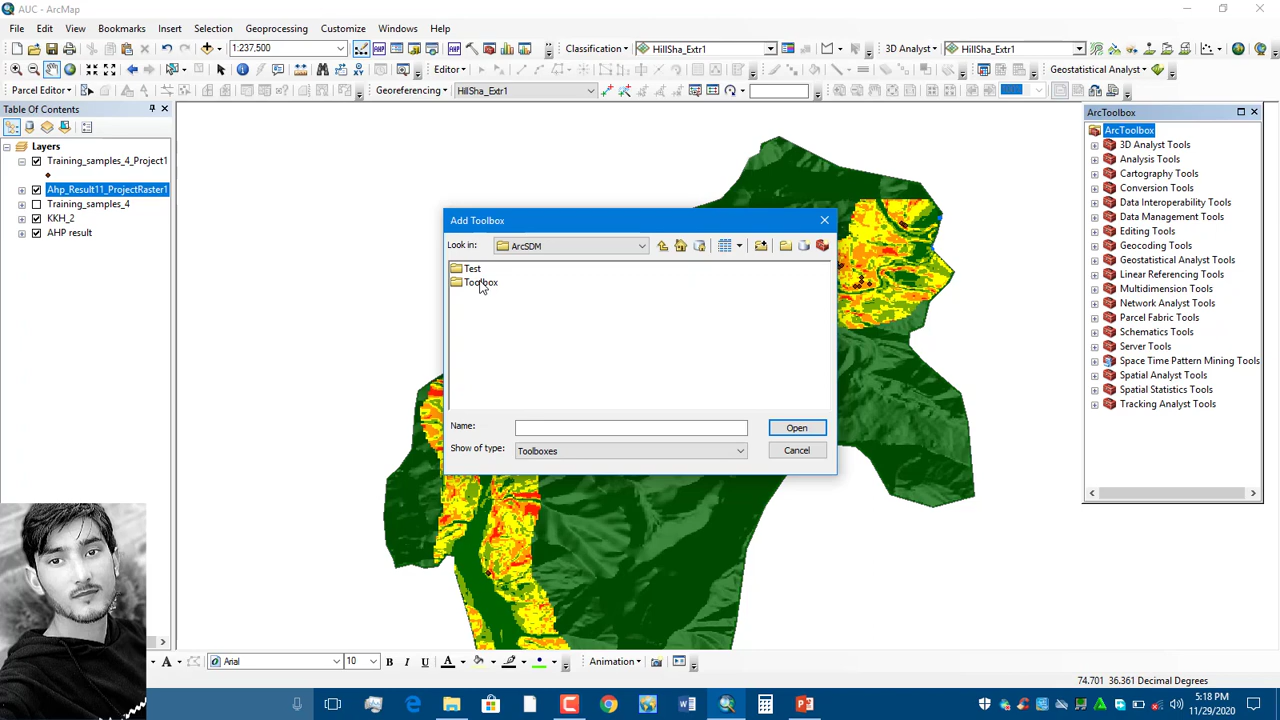 AUC - ArcMap
File Edit View Bookmarks Insert Selection Geoprocessing Customize Windows Help
1:237,500 Classification HillSha_Extr1 3D Analyst HillSha_Extr1
Editor Geostatistical Analyst
Parcel Editor Georeferencing HillSha_Extr1
Table Of Contents
Layers
Training_samples_4_Project1
Ahp_Result11_ProjectRaster1
Training_samples_4
KKH_2
AHP result
Add Toolbox
Look in: ArcSDM
Test
Toolbox
Name:
Open
Show of type: Toolboxes
Cancel
ArcToolbox
ArcToolbox
3D Analyst Tools
Analysis Tools
Cartography Tools
Conversion Tools
Data Interoperability Tools
Data Management Tools
Editing Tools
Geocoding Tools
Geostatistical Analyst Tools
Linear Referencing Tools
Multidimension Tools
Network Analyst Tools
Parcel Fabric Tools
Schematics Tools
Server Tools
Space Time Pattern Mining Tools
Spatial Analyst Tools
Spatial Statistics Tools
Tracking Analyst Tools
A Arial 10 B I U A Animation
74.701 36.361 Decimal Degrees
5:18 PM
11/29/2020